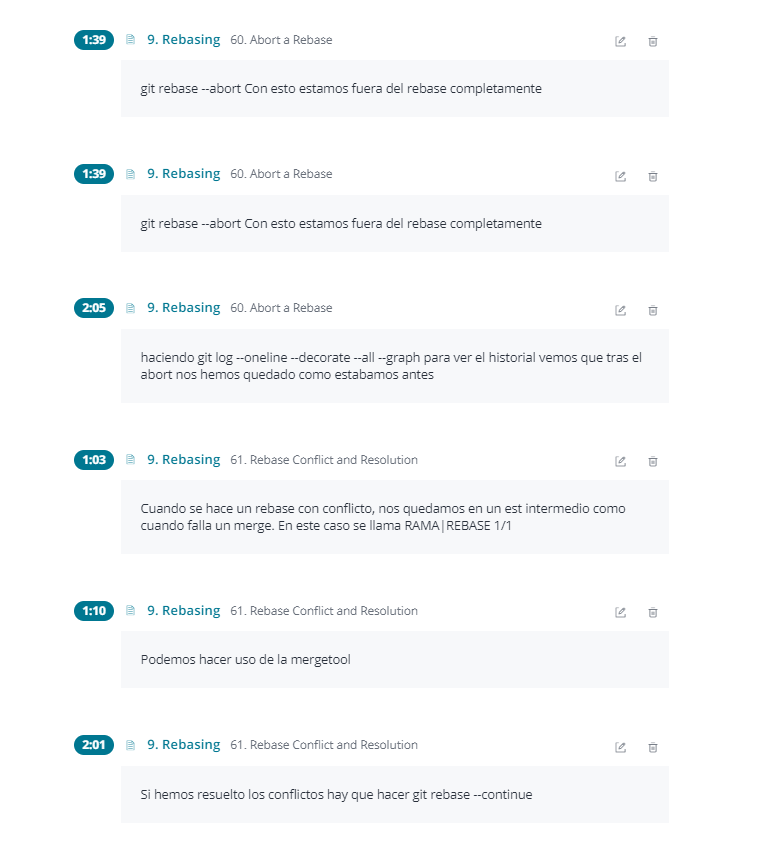 1:39 9. Rebasing 60. Abort a Rebase
git rebase --abort Con esto estamos fuera del rebase completamente
1:39 9. Rebasing 60. Abort a Rebase
git rebase --abort Con esto estamos fuera del rebase completamente
2:05 9. Rebasing 60. Abort a Rebase
haciendo git log --oneline --decorate --all --graph para ver el historial vemos que tras el
abort nos hemos quedado como estabamos antes
1:03 9. Rebasing 61. Rebase Conflict and Resolution
Cuando se hace un rebase con conflicto, nos quedamos en un est intermedio como
cuando falla un merge. En este caso se llama RAMA|REBASE 1/1
1:10 9. Rebasing 61. Rebase Conflict and Resolution
Podemos hacer uso de la mergetool
2:01 9. Rebasing 61. Rebase Conflict and Resolution
Si hemos resuelto los conflictos hay que hacer git rebase --continue